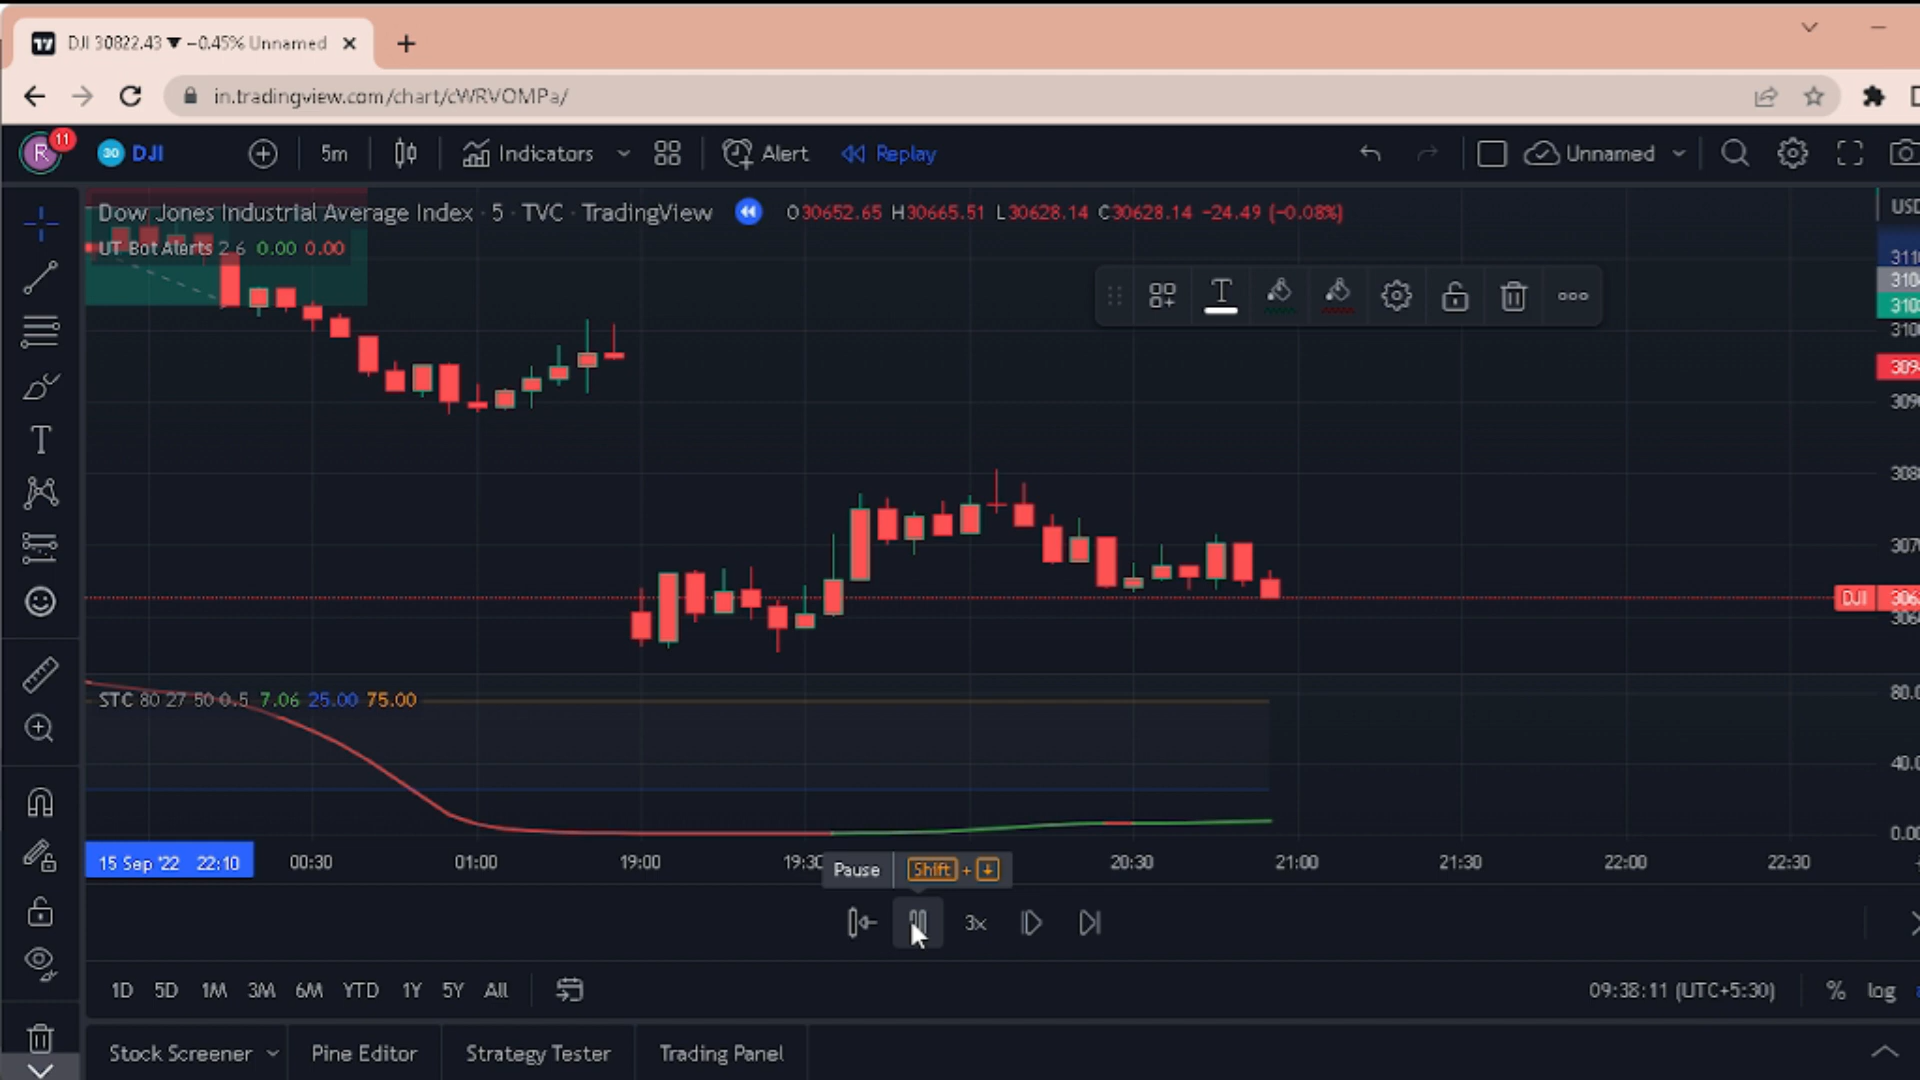 DJI 30822.43 ▼ −0.45% Unnamed
in.tradingview.com/chart/cWRVOMPa/
R 11 30 DJI 5m Indicators Alert Replay Unnamed
Dow Jones Industrial Average Index · 5 · TVC · TradingView O30652.65 H30665.51 L30628.14 C30628.14 −24.49 (−0.08%)
USD
UT Bot Alerts 2 6 0.00 0.00
T
DJI
STC 80 27 50 0.5 7.06 25.00 75.00
80.0
40.0
0.00
15 Sep '22 22:10 00:30 01:00 19:00 19:30 20:30 21:00 21:30 22:00 22:30
Pause Shift + ↓
3x
1D 5D 1M 3M 6M YTD 1Y 5Y All 09:38:11 (UTC+5:30) % log
Stock Screener Pine Editor Strategy Tester Trading Panel